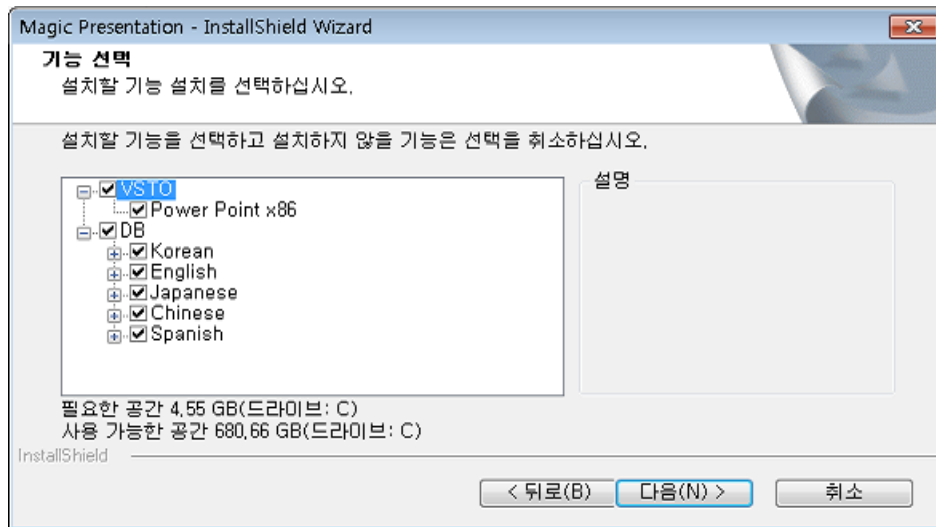 Magic Presentation - InstallShield Wizard
기능 선택
설치할 기능 설치를 선택하십시오.
설치할 기능을 선택하고 설치하지 않을 기능은 선택을 취소하십시오.
VSTO
Power Point x86
DB
Korean
English
Japanese
Chinese
Spanish
설명
필요한 공간 4.55 GB(드라이브: C)
사용 가능한 공간 680.66 GB(드라이브: C)
InstallShield
< 뒤로(B)
다음(N) >
취소